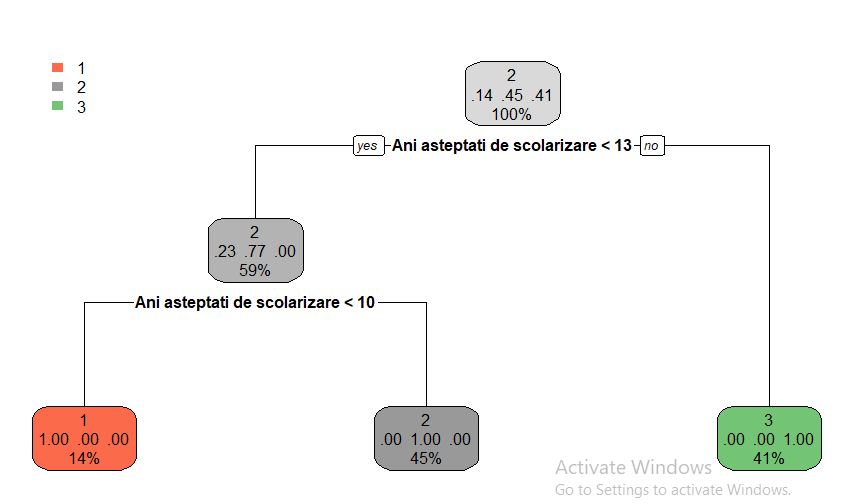 1
2
3
2
.14 .45 .41
100%
yes Ani asteptati de scolarizare < 13 no
2
.23 .77 .00
59%
Ani asteptati de scolarizare < 10
1
1.00 .00 .00
14%
2
.00 1.00 .00
45%
3
.00 .00 1.00
41%
Activate Windows
Go to Settings to activate Windows.